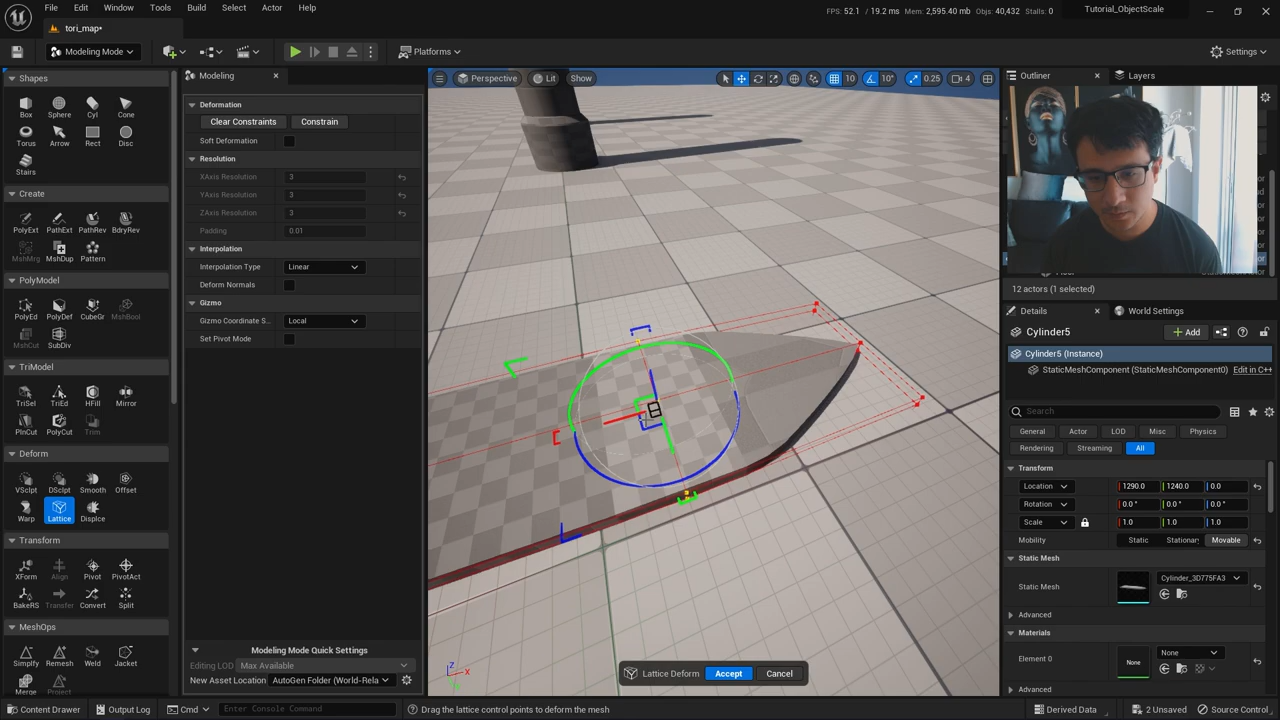 File Edit Window Tools Build Select Actor Help
FPS: 52.1 / 19.2 ms Mem: 2,595.40 mb Objs: 40,432 Stalls: 0
Tutorial_ObjectScale
tori_map*
Modeling Mode
Platforms
Settings
Shapes
Box Sphere Cyl Cone
Torus Arrow Rect Disc
Stairs
Create
PolyExt PathExt PathRev BdryRev
MshMrg MshDup Pattern
PolyModel
PolyEd PolyDef CubeGr MshBool
MshCut SubDiv
TriModel
TriSel TriEd HFill Mirror
PlnCut PolyCut Trim
Deform
VSclpt DSclpt Smooth Offset
Warp Lattice Displce
Transform
XForm Align Pivot PivotAct
BakeRS Transfer Convert Split
MeshOps
Simplfy Remesh Weld Jacket
Merge Project
Modeling
Deformation
Clear Constraints Constrain
Soft Deformation
Resolution
XAxis Resolution 3
YAxis Resolution 3
ZAxis Resolution 3
Padding 0.01
Interpolation
Interpolation Type Linear
Deform Normals
Gizmo
Gizmo Coordinate S... Local
Set Pivot Mode
Modeling Mode Quick Settings
Editing LOD Max Available
New Asset Location AutoGen Folder (World-Rela
Perspective Lit Show
10 10° 0.25 4
Z
X
Lattice Deform Accept Cancel
Outliner Layers
12 actors (1 selected)
Details World Settings
Cylinder5 Add
Cylinder5 (Instance)
StaticMeshComponent (StaticMeshComponent0) Edit in C++
Search
General Actor LOD Misc Physics
Rendering Streaming All
Transform
Location 1290.0 1240.0 0.0
Rotation 0.0 ° 0.0 ° 0.0 °
Scale 1.0 1.0 1.0
Mobility Static Stationary Movable
Static Mesh
Static Mesh Cylinder_3D775FA3
Advanced
Materials
Element 0 None None
Advanced
Content Drawer Output Log Cmd Enter Console Command Drag the lattice control points to deform the mesh Derived Data 2 Unsaved Source Control